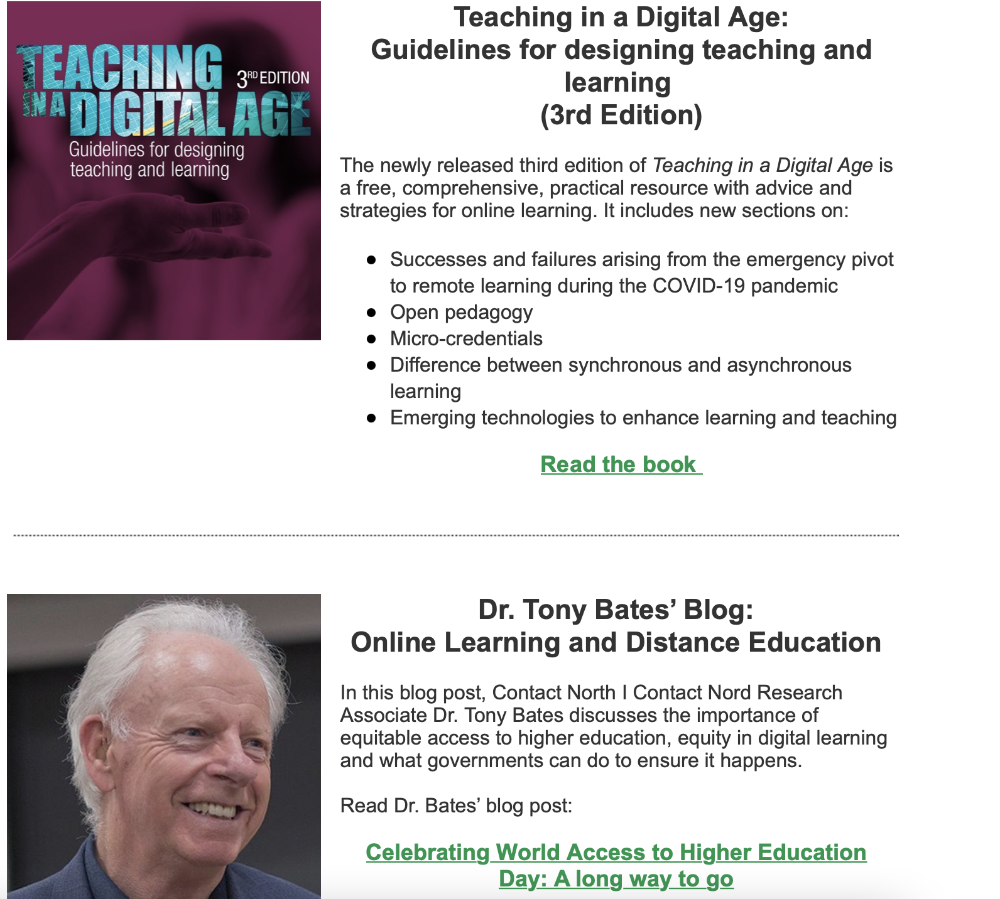 TEACHING
3RD EDITION
IN A DIGITAL AGE
Guidelines for designing
teaching and learning
Teaching in a Digital Age:
Guidelines for designing teaching and
learning
(3rd Edition)
The newly released third edition of Teaching in a Digital Age is
a free, comprehensive, practical resource with advice and
strategies for online learning. It includes new sections on:
● Successes and failures arising from the emergency pivot
to remote learning during the COVID-19 pandemic
● Open pedagogy
● Micro-credentials
● Difference between synchronous and asynchronous
learning
● Emerging technologies to enhance learning and teaching
Read the book
Dr. Tony Bates’ Blog:
Online Learning and Distance Education
In this blog post, Contact North I Contact Nord Research
Associate Dr. Tony Bates discusses the importance of
equitable access to higher education, equity in digital learning
and what governments can do to ensure it happens.
Read Dr. Bates’ blog post:
Celebrating World Access to Higher Education
Day: A long way to go